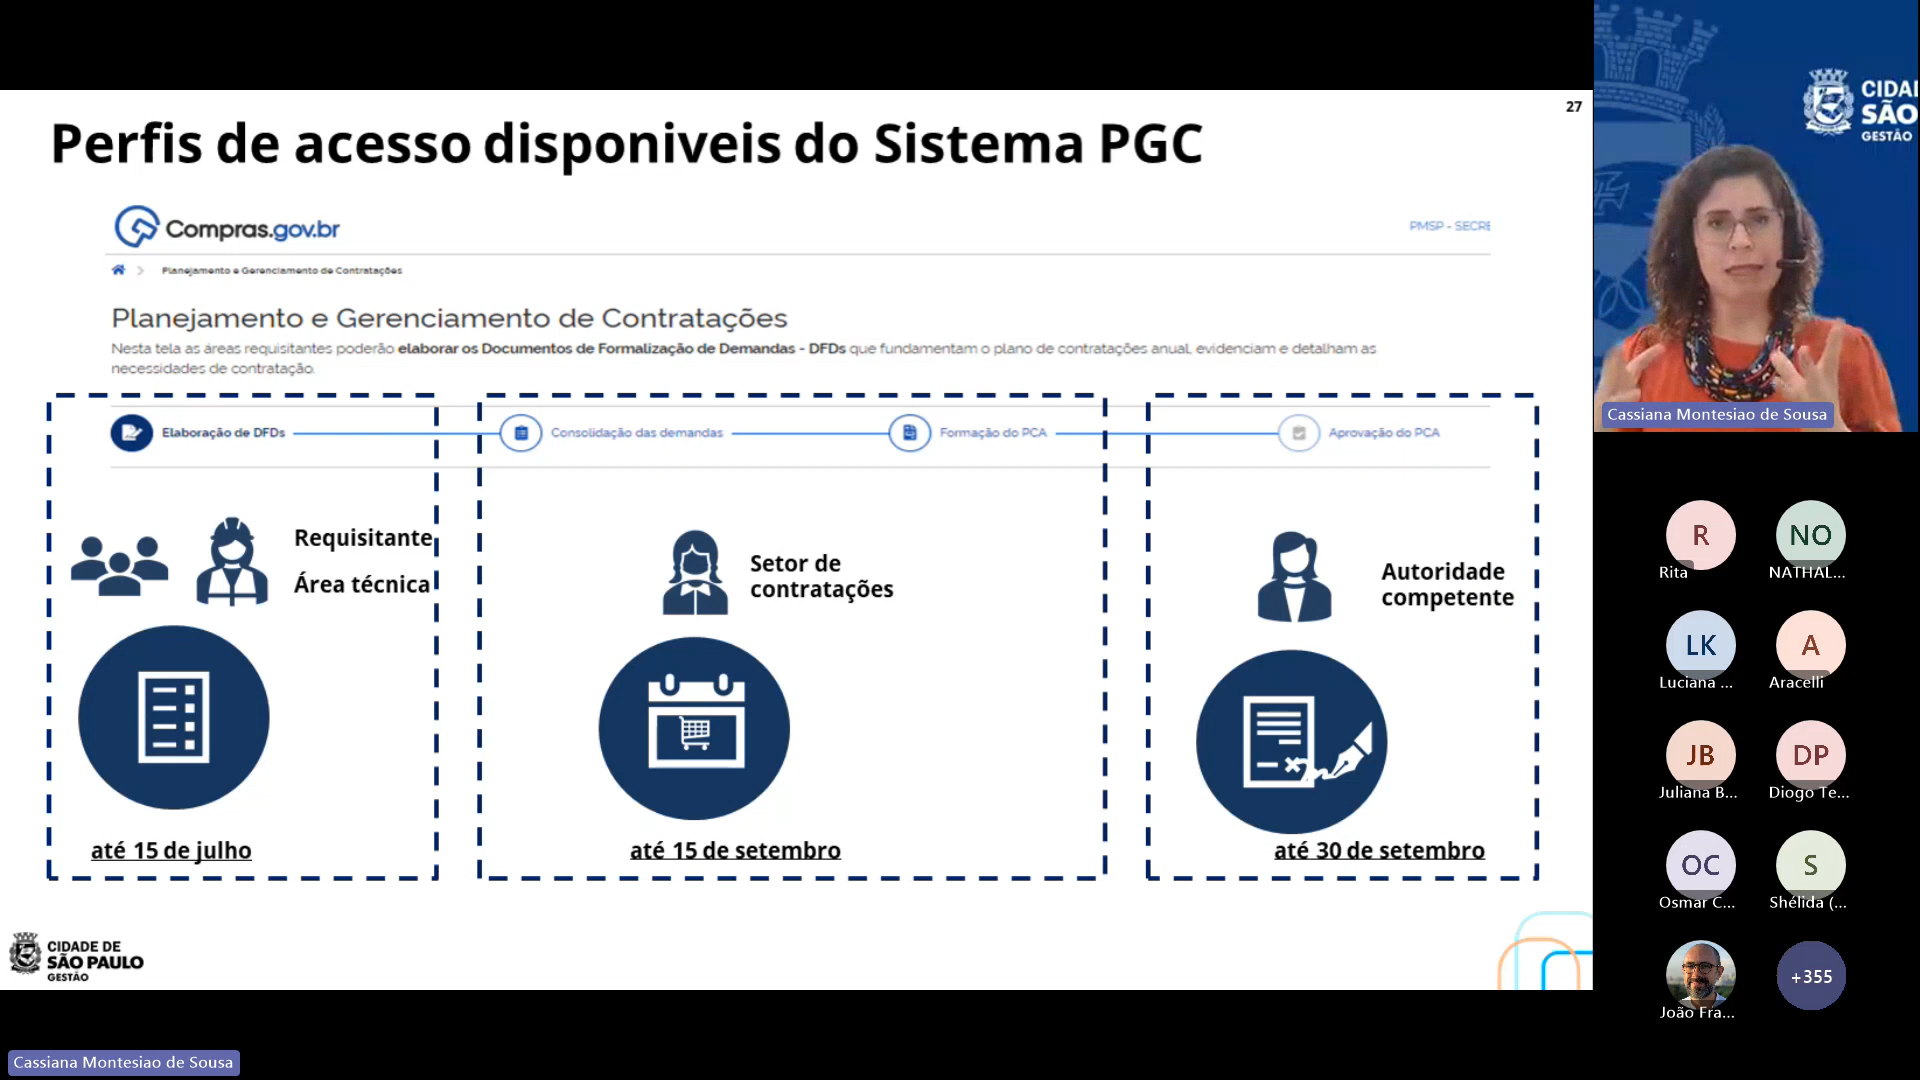 27
Perfis de acesso disponiveis do Sistema PGC
Compras.gov.br
PMSP - SECRE
Planejamento e Gerenciamento de Contratações
Planejamento e Gerenciamento de Contratações
Nesta tela as áreas requisitantes poderão elaborar os Documentos de Formalização de Demandas - DFDs que fundamentam o plano de contratações anual, evidenciam e detalham as
necessidades de contratação.
Elaboração de DFDs
Consolidação das demandas
Formação do PCA
Aprovação do PCA
Requisitante
Área técnica
Setor de
contratações
Autoridade
competente
até 15 de julho
até 15 de setembro
até 30 de setembro
CIDADE DE
SÃO PAULO
GESTÃO
Cassiana Montesiao de Sousa
CIDAI
SÃO
GESTÃO
Cassiana Montesiao de Sousa
R
Rita
NO
NATHAL...
LK
Luciana ...
A
Aracelli
JB
Juliana B...
DP
Diogo Te...
OC
Osmar C...
S
Shélida (...
João Fra...
+355